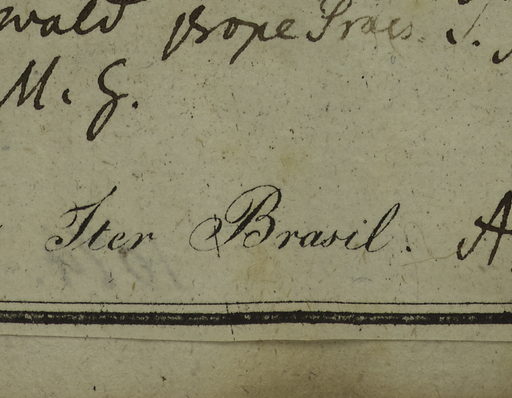 wald prope Praes. S.
M. G.
Iter Brasil. A